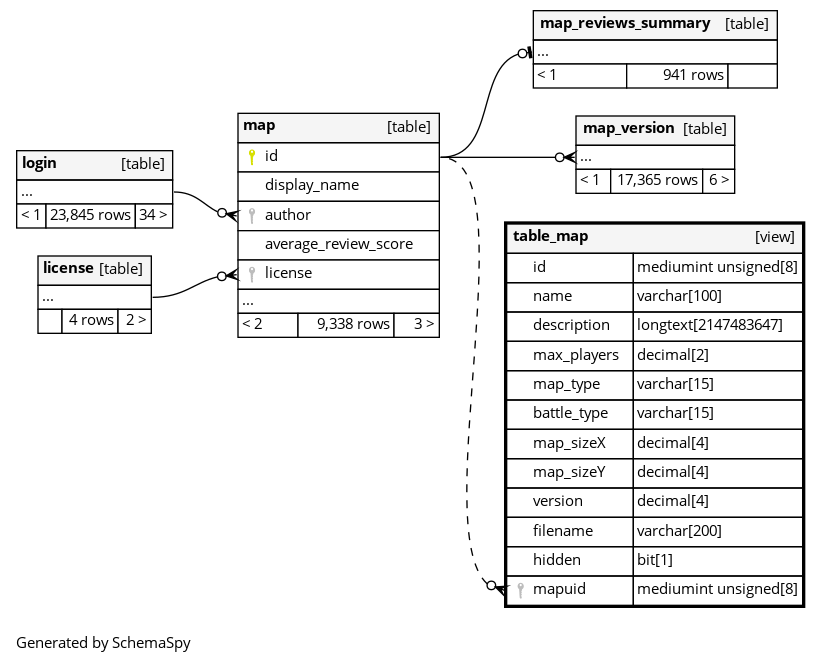 map_reviews_summary [table]
...
< 1 941 rows
map [table]
id
display_name
author
average_review_score
license
...
< 2 9,338 rows 3 >
map_version [table]
...
< 1 17,365 rows 6 >
login [table]
...
< 1 23,845 rows 34 >
license [table]
...
4 rows 2 >
table_map [view]
id mediumint unsigned[8]
name varchar[100]
description longtext[2147483647]
max_players decimal[2]
map_type varchar[15]
battle_type varchar[15]
map_sizeX decimal[4]
map_sizeY decimal[4]
version decimal[4]
filename varchar[200]
hidden bit[1]
mapuid mediumint unsigned[8]
Generated by SchemaSpy